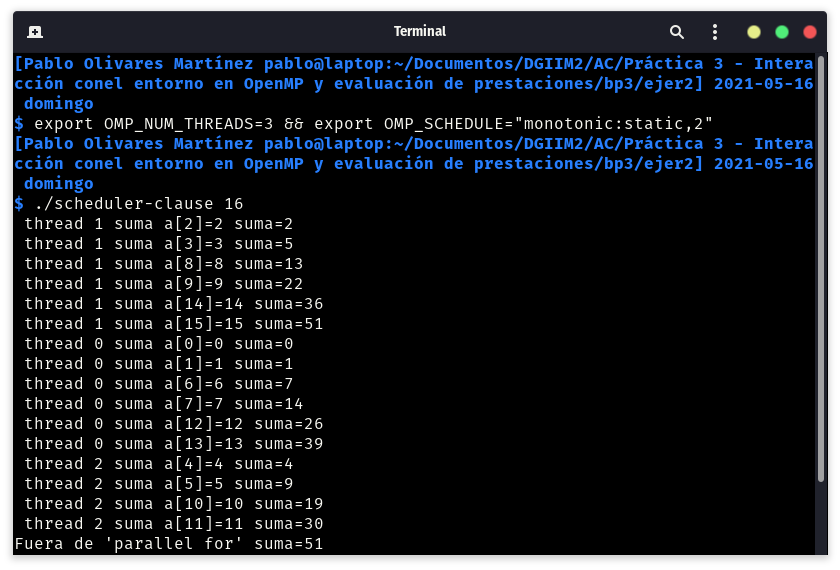 Terminal
[Pablo Olivares Martínez pablo@laptop:~/Documentos/DGIIM2/AC/Práctica 3 - Intera
cción conel entorno en OpenMP y evaluación de prestaciones/bp3/ejer2] 2021-05-16
domingo
$ export OMP_NUM_THREADS=3 && export OMP_SCHEDULE="monotonic:static,2"
[Pablo Olivares Martínez pablo@laptop:~/Documentos/DGIIM2/AC/Práctica 3 - Intera
cción conel entorno en OpenMP y evaluación de prestaciones/bp3/ejer2] 2021-05-16
domingo
$ ./scheduler-clause 16
thread 1 suma a[2]=2 suma=2
thread 1 suma a[3]=3 suma=5
thread 1 suma a[8]=8 suma=13
thread 1 suma a[9]=9 suma=22
thread 1 suma a[14]=14 suma=36
thread 1 suma a[15]=15 suma=51
thread 0 suma a[0]=0 suma=0
thread 0 suma a[1]=1 suma=1
thread 0 suma a[6]=6 suma=7
thread 0 suma a[7]=7 suma=14
thread 0 suma a[12]=12 suma=26
thread 0 suma a[13]=13 suma=39
thread 2 suma a[4]=4 suma=4
thread 2 suma a[5]=5 suma=9
thread 2 suma a[10]=10 suma=19
thread 2 suma a[11]=11 suma=30
Fuera de 'parallel for' suma=51